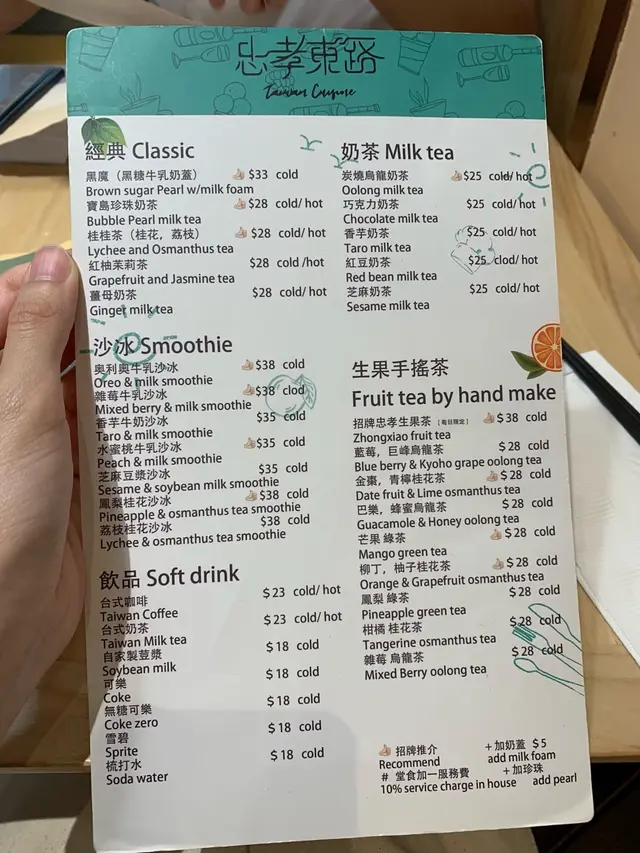 忠孝東路
Taiwan Cuisine
經典 Classic
黑魔（黑糖牛乳奶蓋） $33 cold
Brown sugar Pearl w/milk foam
寶島珍珠奶茶 $28 cold/ hot
Bubble Pearl milk tea
桂桂茶（桂花，荔枝） $28 cold/ hot
Lychee and Osmanthus tea
紅柚茉莉茶 $28 cold /hot
Grapefruit and Jasmine tea
薑母奶茶 $28 cold/ hot
Ginger milk tea
沙冰 Smoothie
奧利奧牛乳沙冰 $38 cold
Oreo & milk smoothie
雜莓牛乳沙冰 $38 clod
Mixed berry & milk smoothie
香芋牛奶沙冰 $35 cold
Taro & milk smoothie
水蜜桃牛乳沙冰 $35 cold
Peach & milk smoothie
芝麻豆漿沙冰 $35 cold
Sesame & soybean milk smoothie
鳳梨桂花沙冰 $38 cold
Pineapple & osmanthus tea smoothie
荔枝桂花沙冰 $38 cold
Lychee & osmanthus tea smoothie
飲品 Soft drink
台式咖啡 $23 cold/ hot
Taiwan Coffee
台式奶茶 $23 cold/ hot
Taiwan Milk tea
自家製荳漿 $18 cold
Soybean milk
可樂 $18 cold
Coke
無糖可樂 $18 cold
Coke zero
雪碧 $18 cold
Sprite
梳打水 $18 cold
Soda water
奶茶 Milk tea
炭燒烏龍奶茶 $25 cold/ hot
Oolong milk tea
巧克力奶茶 $25 cold/ hot
Chocolate milk tea
香芋奶茶 $25 cold/ hot
Taro milk tea
紅豆奶茶 $25 clod/ hot
Red bean milk tea
芝麻奶茶 $25 cold/ hot
Sesame milk tea
生果手搖茶
Fruit tea by hand make
招牌忠孝生果茶 [每日限定] $38 cold
Zhongxiao fruit tea
藍莓，巨峰烏龍茶 $28 cold
Blue berry & Kyoho grape oolong tea
金棗，青檸桂花茶 $28 cold
Date fruit & Lime osmanthus tea
巴樂，蜂蜜烏龍茶 $28 cold
Guacamole & Honey oolong tea
芒果 綠茶 $28 cold
Mango green tea
柳丁，柚子桂花茶 $28 cold
Orange & Grapefruit osmanthus tea
鳳梨 綠茶 $28 cold
Pineapple green tea
柑橘 桂花茶 $28 cold
Tangerine osmanthus tea
雜莓 烏龍茶 $28 cold
Mixed Berry oolong tea
招牌推介 ＋加奶蓋 $5
Recommend add milk foam
# 堂食加一服務費 ＋加珍珠
10% service charge in house add pearl